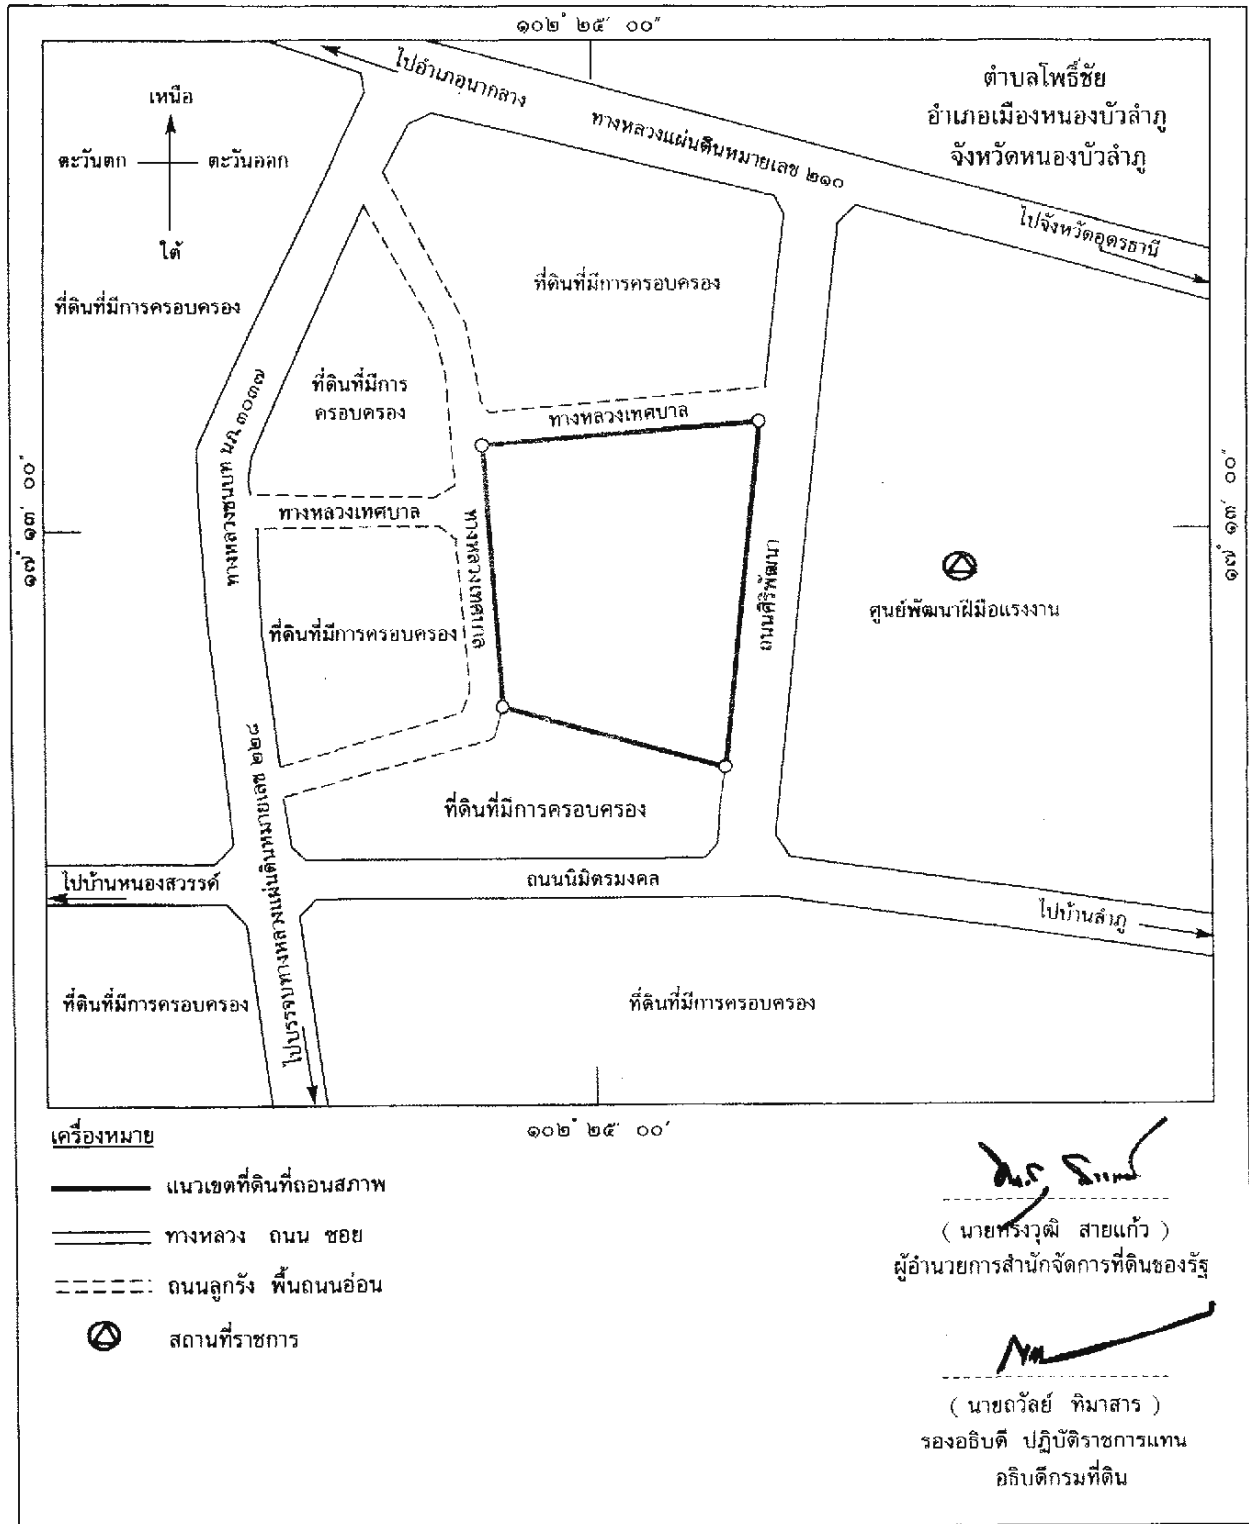 ๑๐๒° ๒๕′ ๐๐″
ตำบลโพธิ์ชัย
อำเภอเมืองหนองบัวลำภู
จังหวัดหนองบัวลำภู
เหนือ
ตะวันตก
ตะวันออก
ใต้
ไปอำเภอนากลาง
ทางหลวงแผ่นดินหมายเลข ๒๑๐
ไปจังหวัดอุดรธานี
ที่ดินที่มีการครอบครอง
ที่ดินที่มีการครอบครอง
ที่ดินที่มีการ
ครอบครอง
ทางหลวงเทศบาล
ทางหลวงชนบท นภ.๓๐๓๗
๑๗° ๑๓′ ๐๐″
๑๗° ๑๓′ ๐๐″
ทางหลวงเทศบาล
ทางหลวงเทศบาล
ถนนศิริพัฒนา
ศูนย์พัฒนาฝีมือแรงงาน
ที่ดินที่มีการครอบครอง
ที่ดินที่มีการครอบครอง
ไปบรรจบทางหลวงแผ่นดินหมายเลข ๒๒๘
ไปบ้านหนองสวรรค์
ถนนนิมิตรมงคล
ไปบ้านลำภู
ที่ดินที่มีการครอบครอง
ที่ดินที่มีการครอบครอง
๑๐๒° ๒๕′ ๐๐′
เครื่องหมาย
แนวเขตที่ดินที่ถอนสภาพ
ทางหลวง ถนน ซอย
ถนนลูกรัง พื้นถนนอ่อน
สถานที่ราชการ
( นายทรงวุฒิ สายแก้ว )
ผู้อำนวยการสำนักจัดการที่ดินของรัฐ
( นายถวัลย์ ทิมาสาร )
รองอธิบดี ปฏิบัติราชการแทน
อธิบดีกรมที่ดิน